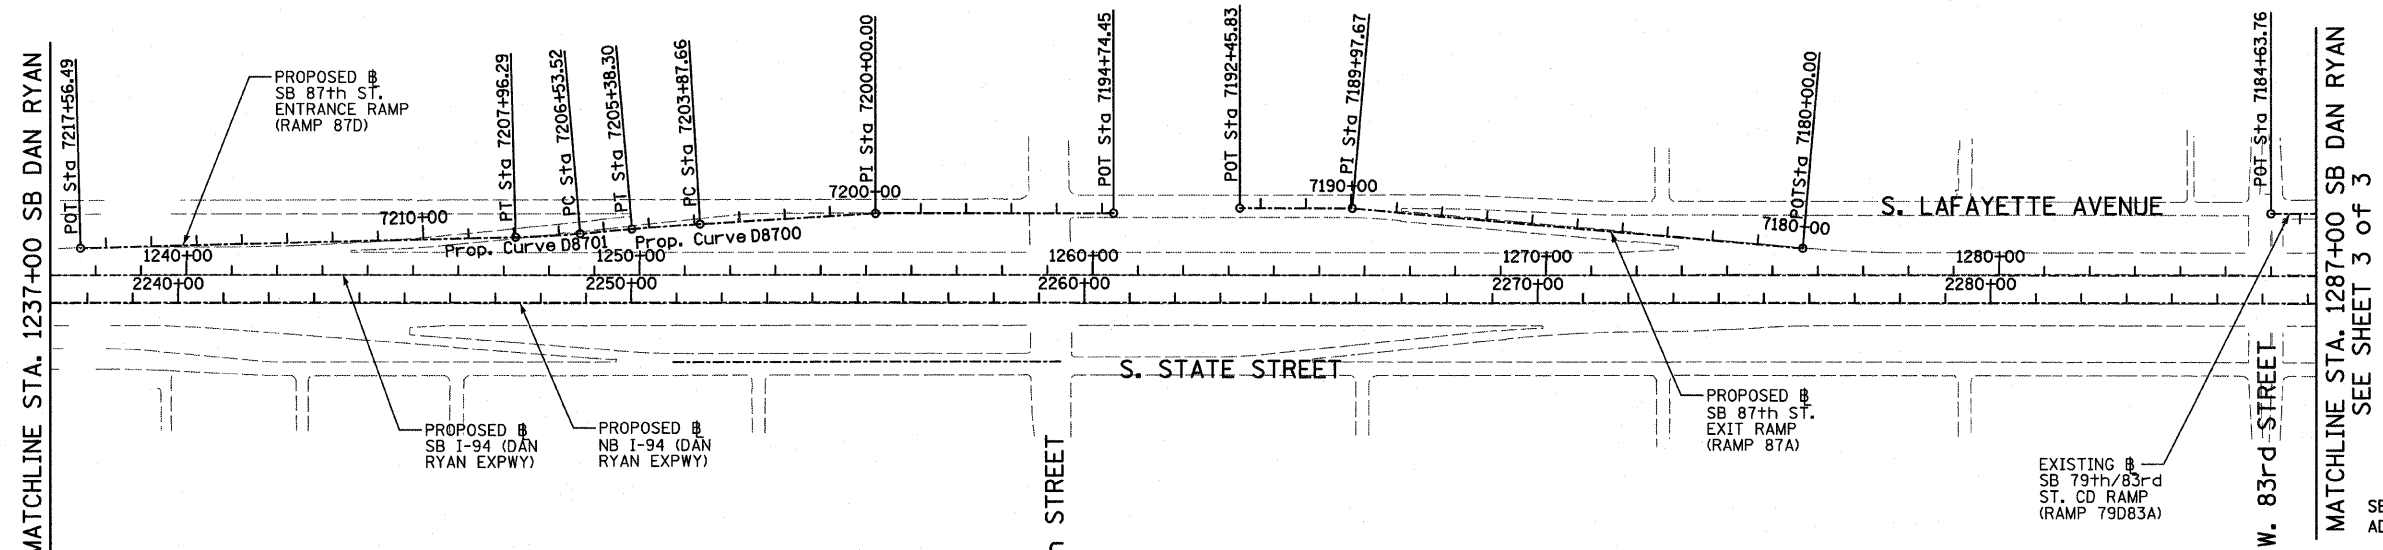 MATCHLINE STA. 1237+00 SB DAN RYAN
POT Sta 7217+56.49
PROPOSED ⅊
SB 87th ST.
ENTRANCE RAMP
(RAMP 87D)
PT Sta 7207+96.29
PC Sta 7206+53.52
PT Sta 7205+38.30
PC Sta 7203+87.66
PI Sta 7200+00.00
POT Sta 7194+74.45
POT Sta 7192+45.83
PI Sta 7189+97.67
POTSta 7180+00.00
POT Sta 7184+63.76
7210+00
7200+00
7190+00
7180+00
S. LAFAYETTE AVENUE
Prop. Curve D8701
Prop. Curve D8700
1240+00
1250+00
1260+00
1270+00
1280+00
2240+00
2250+00
2260+00
2270+00
2280+00
S. STATE STREET
PROPOSED ⅊
SB I-94 (DAN
RYAN EXPWY)
PROPOSED ⅊
NB I-94 (DAN
RYAN EXPWY)
STREET
PROPOSED ⅊
SB 87th ST.
EXIT RAMP
(RAMP 87A)
EXISTING ⅊
SB 79th/83rd
ST. CD RAMP
(RAMP 79D83A)
W. 83rd STREET
MATCHLINE STA. 1287+00 SB DAN RYAN
SEE SHEET 3 of 3